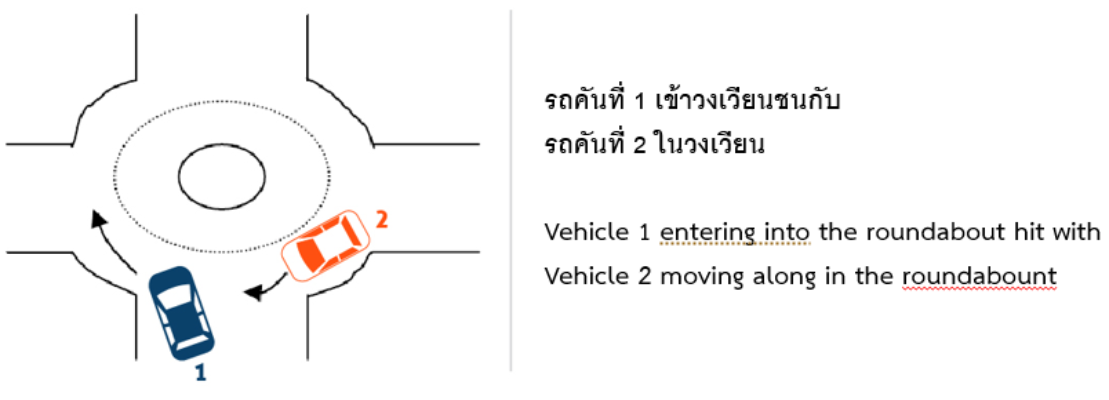 รถคันที่ 1 เข้าวงเวียนชนกับ
รถคันที่ 2 ในวงเวียน
Vehicle 1 entering into the roundabout hit with
Vehicle 2 moving along in the roundabount
2
1